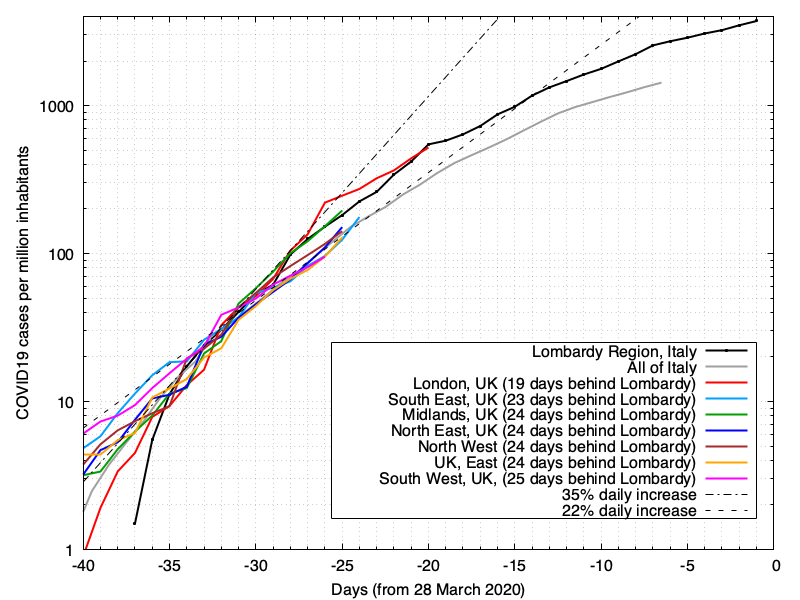 1000
100
10
1
COVID19 cases per million inhabitants
Lombardy Region, Italy
All of Italy
London, UK (19 days behind Lombardy)
South East, UK (23 days behind Lombardy)
Midlands, UK (24 days behind Lombardy)
North East, UK (24 days behind Lombardy)
North West (24 days behind Lombardy)
UK, East (24 days behind Lombardy)
South West, UK, (25 days behind Lombardy)
35% daily increase
22% daily increase
-40 -35 -30 -25 -20 -15 -10 -5 0
Days (from 28 March 2020)